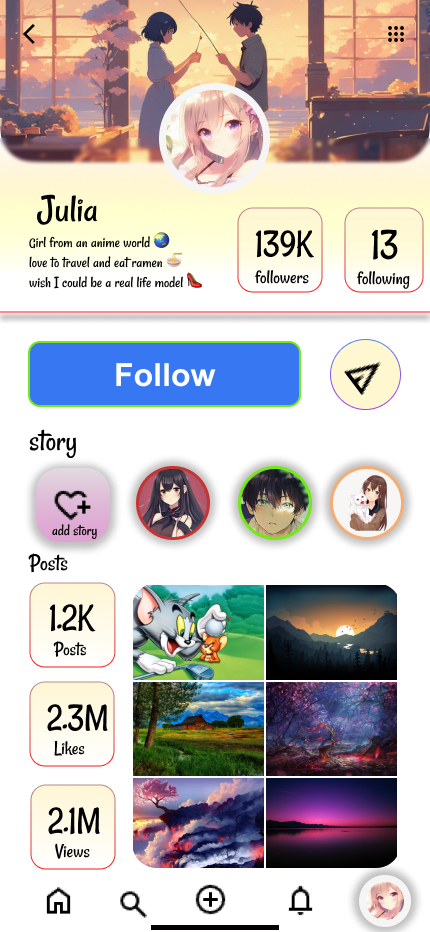 Julia
Girl from an anime world 🌏
love to travel and eat ramen 🍜
wish I could be a real life model 👠
139K
followers
13
following
Follow
story
add story
Posts
1.2K
Posts
2.3M
Likes
2.1M
Views